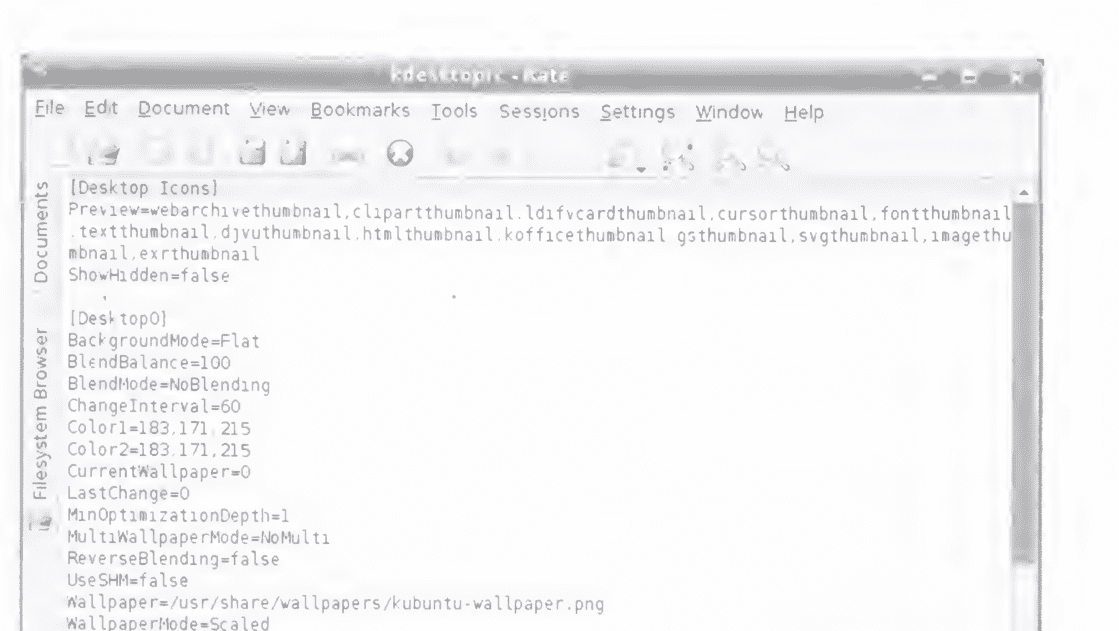 kdesktoprc - Kate
File Edit Document View Bookmarks Tools Sessions Settings Window Help
Documents
Filesystem Browser
[Desktop Icons]
Preview=webarchivethumbnail,clipartthumbnail,ldifvcardthumbnail,cursorthumbnail,fontthumbnail
,textthumbnail,djvuthumbnail,htmlthumbnail,kofficethumbnail gsthumbnail,svgthumbnail,imagethu
mbnail,exrthumbnail
ShowHidden=false
[Desktop0]
BackgroundMode=Flat
BlendBalance=100
BlendMode=NoBlending
ChangeInterval=60
Color1=183,171,215
Color2=183,171,215
CurrentWallpaper=0
LastChange=0
MinOptimizationDepth=1
MultiWallpaperMode=NoMulti
ReverseBlending=false
UseSHM=false
Wallpaper=/usr/share/wallpapers/kubuntu-wallpaper.png
WallpaperMode=Scaled